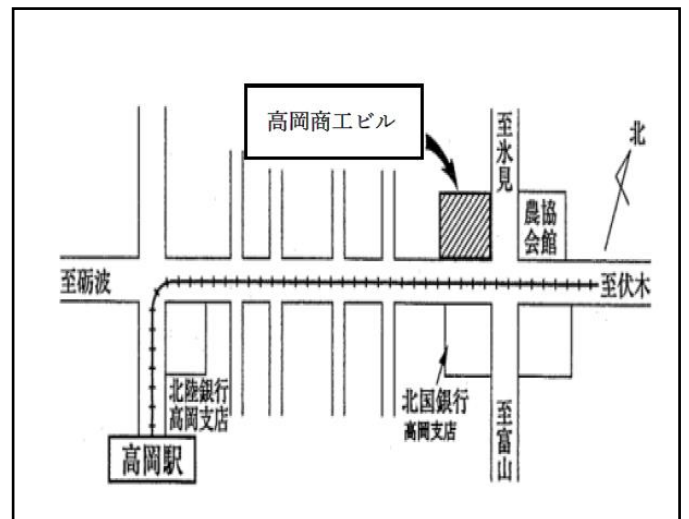 高岡商工ビル
至氷見
北
農協
会館
至砺波
至伏木
北陸銀行
高岡支店
北国銀行
高岡支店
至富山
高岡駅